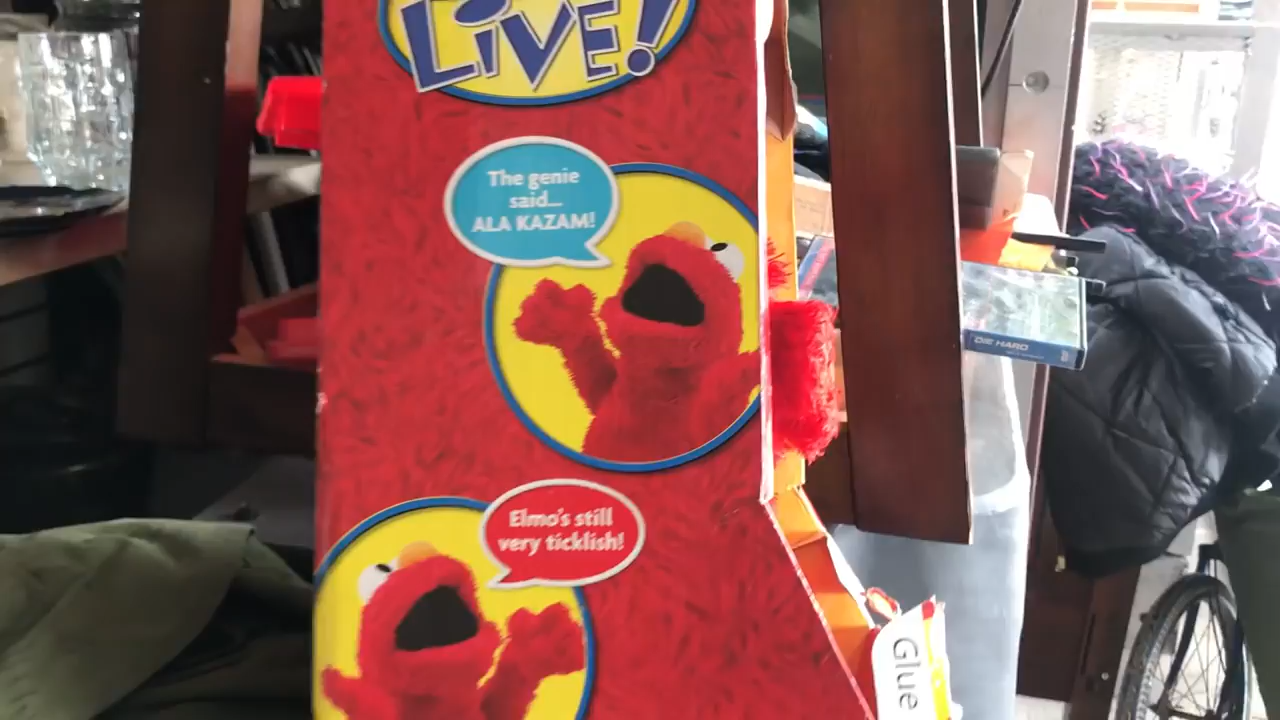 LIVE!
The genie
said...
ALA KAZAM!
Elmo's still
very ticklish!
DIE HARD
Glue